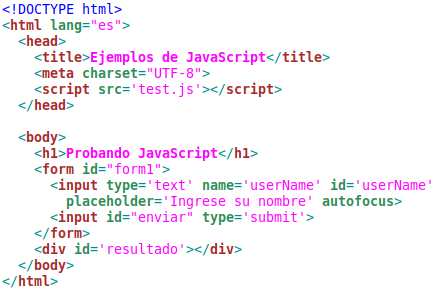 <!DOCTYPE html>
<html lang="es">
  <head>
    <title>Ejemplos de JavaScript</title>
    <meta charset="UTF-8">
    <script src='test.js'></script>
  </head>

  <body>
    <h1>Probando JavaScript</h1>
    <form id="form1">
      <input type='text' name='userName' id='userName'
        placeholder='Ingrese su nombre' autofocus>
      <input id="enviar" type='submit'>
    </form>
    <div id='resultado'></div>
  </body>
</html>